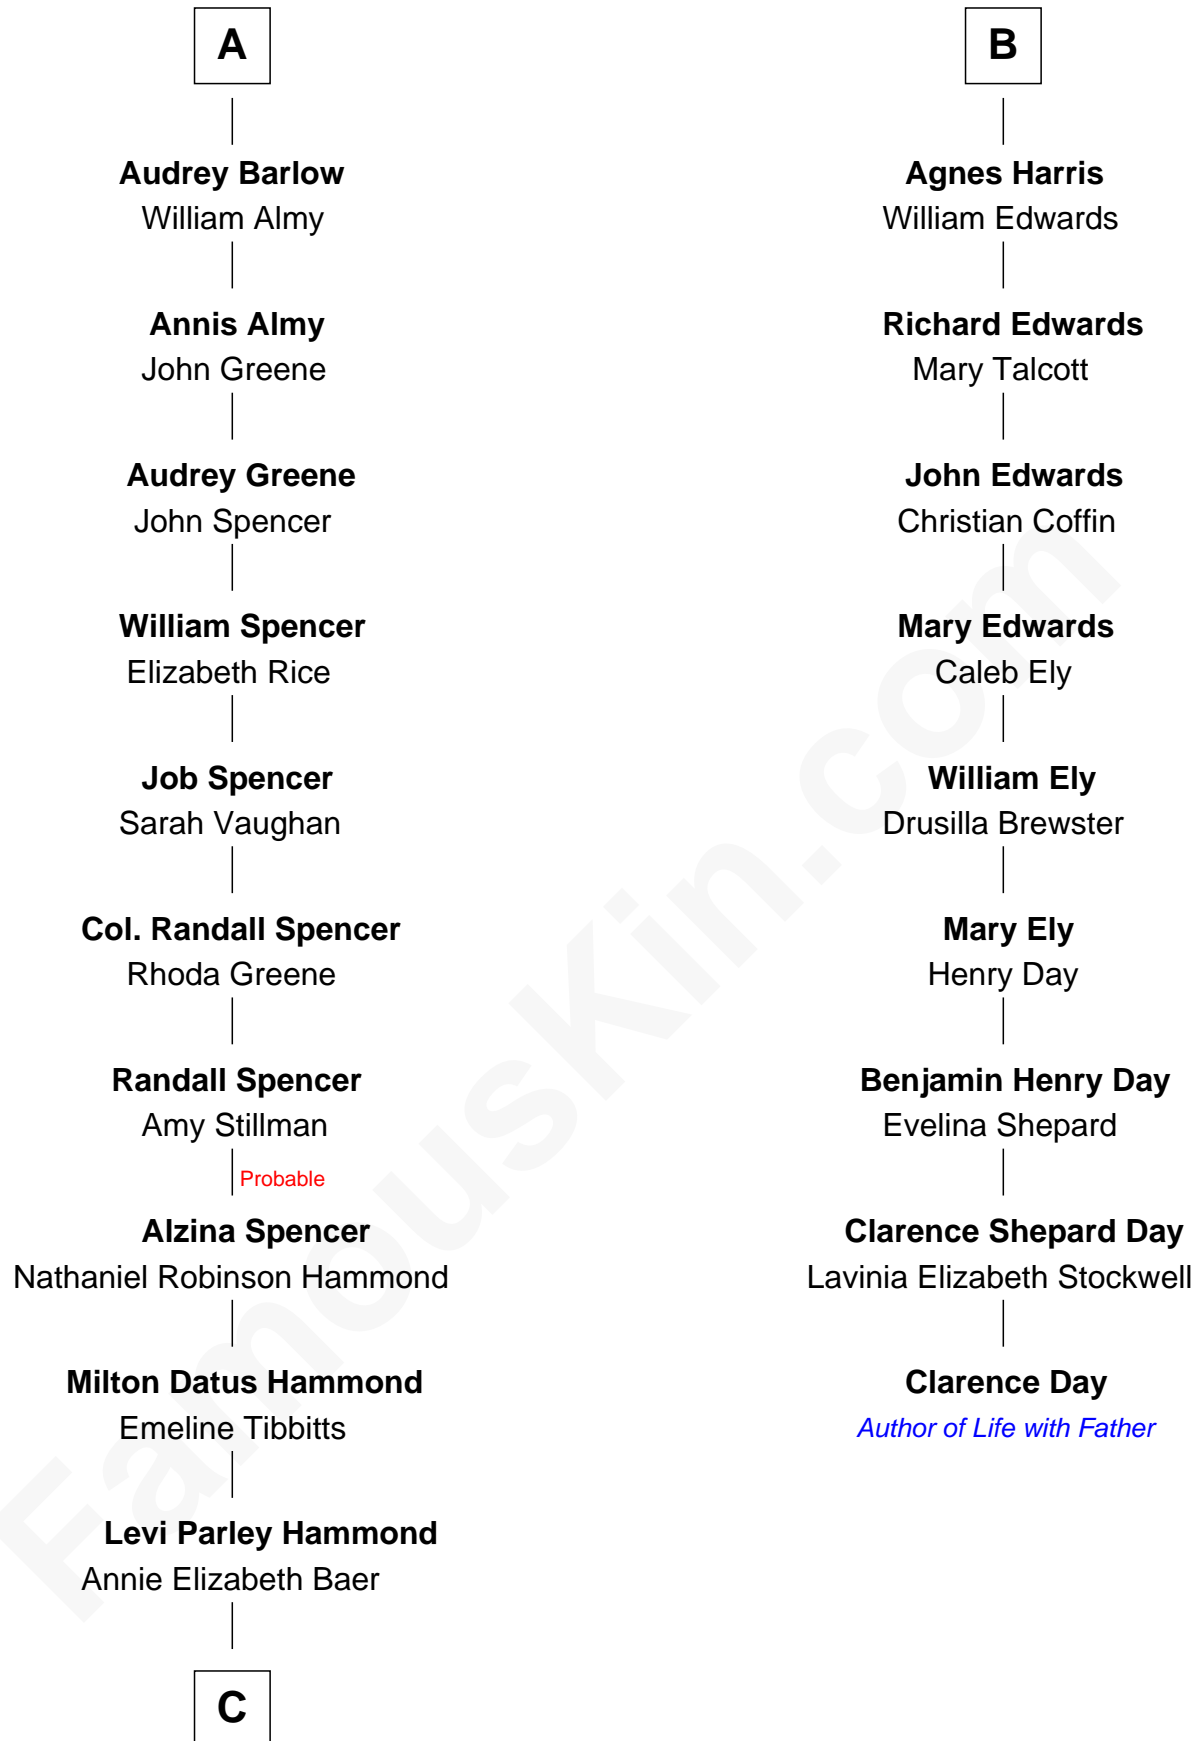 A
Audrey Barlow
William Almy
Annis Almy
John Greene
Audrey Greene
John Spencer
William Spencer
Elizabeth Rice
Job Spencer
Sarah Vaughan
Col. Randall Spencer
Rhoda Greene
Randall Spencer
Amy Stillman
Probable
Alzina Spencer
Nathaniel Robinson Hammond
Milton Datus Hammond
Emeline Tibbitts
Levi Parley Hammond
Annie Elizabeth Baer
C
B
Agnes Harris
William Edwards
Richard Edwards
Mary Talcott
John Edwards
Christian Coffin
Mary Edwards
Caleb Ely
William Ely
Drusilla Brewster
Mary Ely
Henry Day
Benjamin Henry Day
Evelina Shepard
Clarence Shepard Day
Lavinia Elizabeth Stockwell
Clarence Day
Author of Life with Father
FamousKin.com